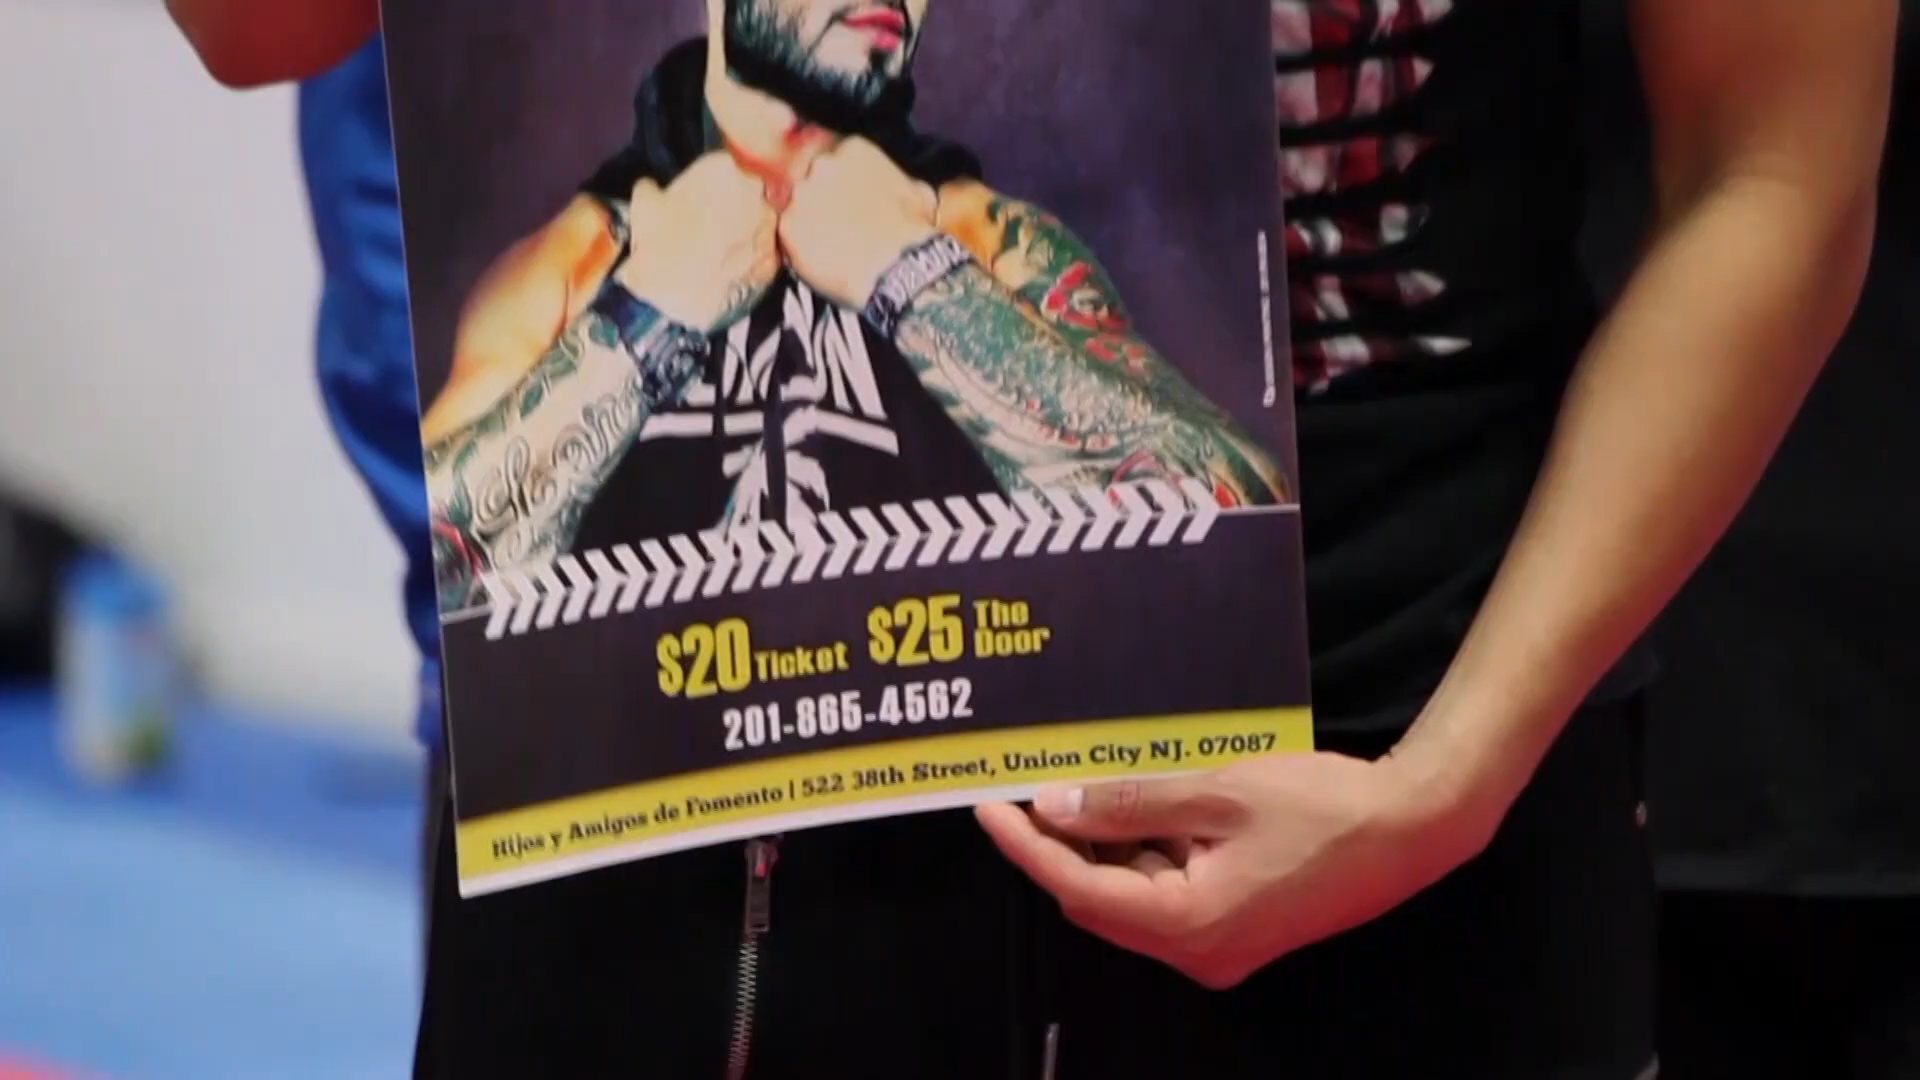 $20 Ticket $25 The Door
201-865-4562
Hijos y Amigos de Fomento | 522 38th Street, Union City NJ. 07087